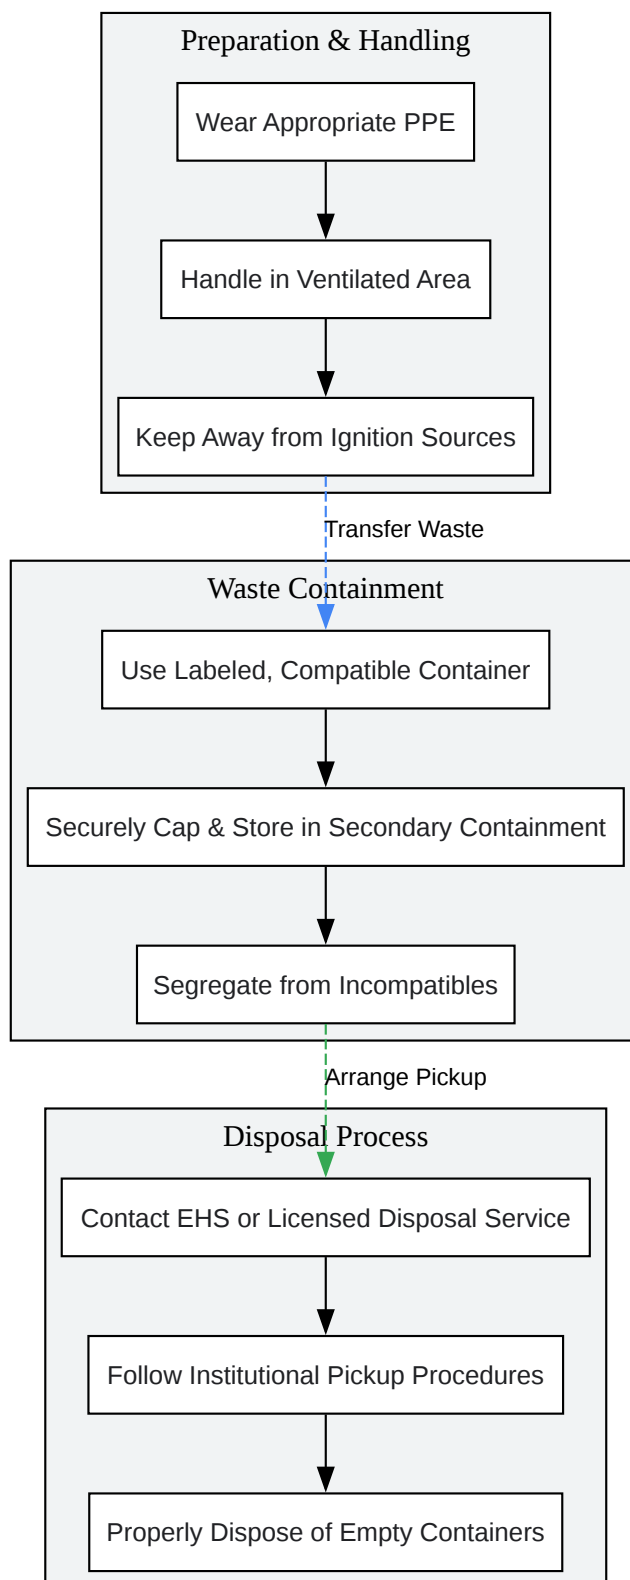 Preparation & Handling
Wear Appropriate PPE
Handle in Ventilated Area
Keep Away from Ignition Sources
Transfer Waste
Waste Containment
Use Labeled, Compatible Container
Securely Cap & Store in Secondary Containment
Segregate from Incompatibles
Arrange Pickup
Disposal Process
Contact EHS or Licensed Disposal Service
Follow Institutional Pickup Procedures
Properly Dispose of Empty Containers